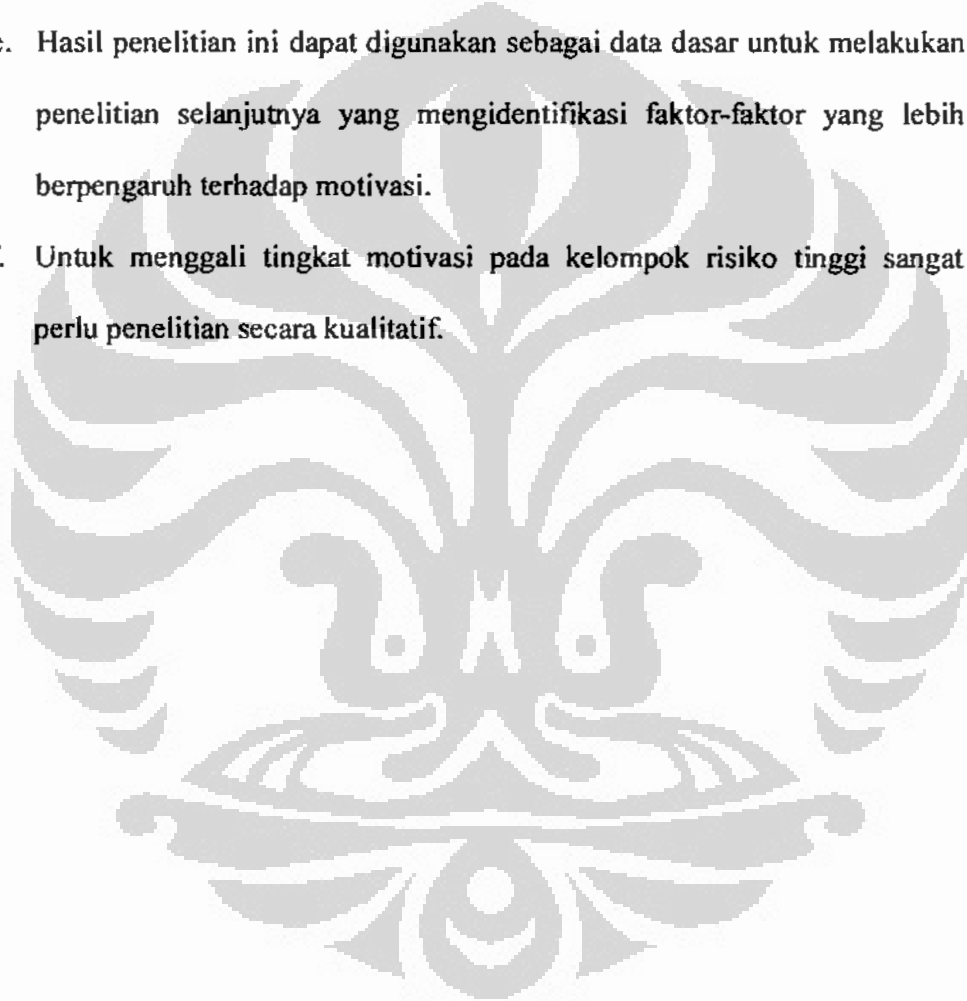 e. Hasil penelitian ini dapat digunakan sebagai data dasar untuk melakukan
penelitian selanjutnya yang mengidentifikasi faktor-faktor yang lebih
berpengaruh terhadap motivasi.
Untuk menggali tingkat motivasi pada kelompok risiko tinggi sangat
perlu penelitian secara kualitatif.